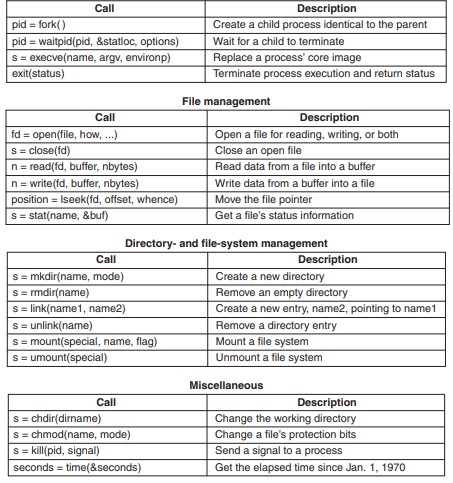 Call Description
pid = fork( ) Create a child process identical to the parent
pid = waitpid(pid, &statloc, options) Wait for a child to terminate
s = execve(name, argv, environp) Replace a process' core image
exit(status) Terminate process execution and return status
File management
Call Description
fd = open(file, how, ...) Open a file for reading, writing, or both
s = close(fd) Close an open file
n = read(fd, buffer, nbytes) Read data from a file into a buffer
n = write(fd, buffer, nbytes) Write data from a buffer into a file
position = lseek(fd, offset, whence) Move the file pointer
s = stat(name, &buf) Get a file's status information
Directory- and file-system management
Call Description
s = mkdir(name, mode) Create a new directory
s = rmdir(name) Remove an empty directory
s = link(name1, name2) Create a new entry, name2, pointing to name1
s = unlink(name) Remove a directory entry
s = mount(special, name, flag) Mount a file system
s = umount(special) Unmount a file system
Miscellaneous
Call Description
s = chdir(dirname) Change the working directory
s = chmod(name, mode) Change a file's protection bits
s = kill(pid, signal) Send a signal to a process
seconds = time(&seconds) Get the elapsed time since Jan. 1, 1970